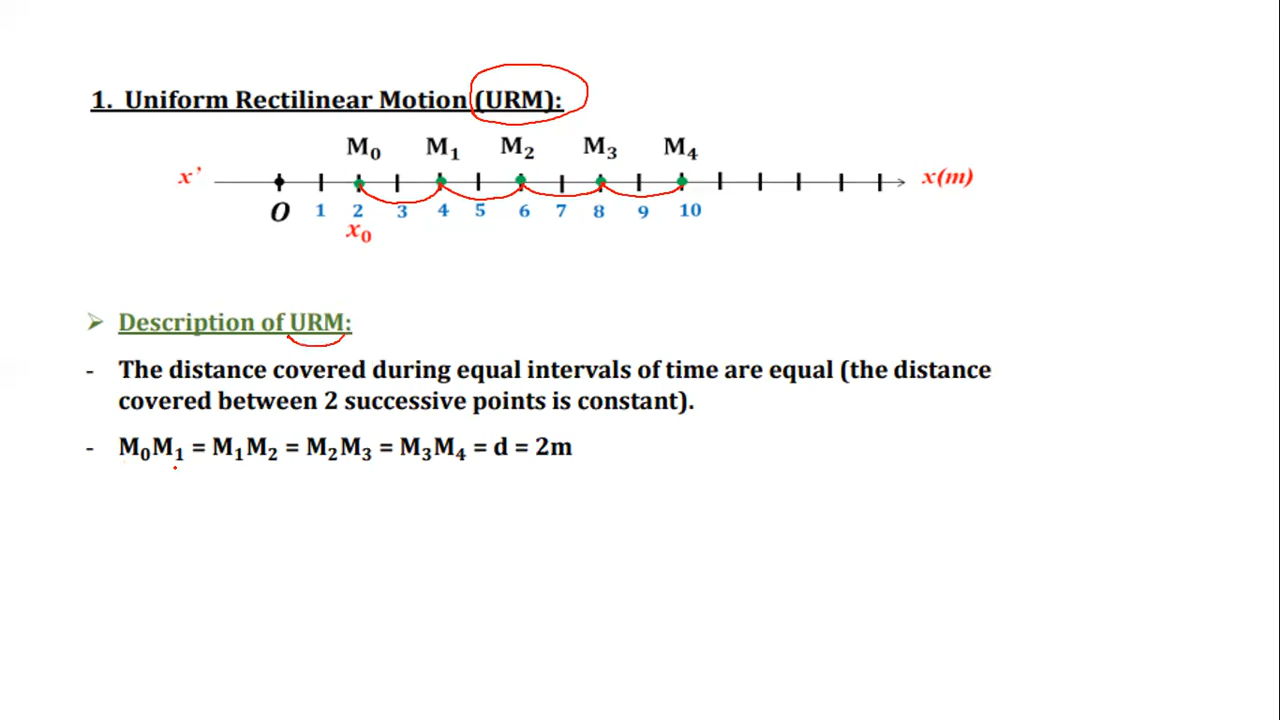 1. Uniform Rectilinear Motion (URM):
M₀ M₁ M₂ M₃ M₄
x' x(m)
O 1 2 3 4 5 6 7 8 9 10
x₀
➢ Description of URM:
- The distance covered during equal intervals of time are equal (the distance
covered between 2 successive points is constant).
- M₀M₁ = M₁M₂ = M₂M₃ = M₃M₄ = d = 2m